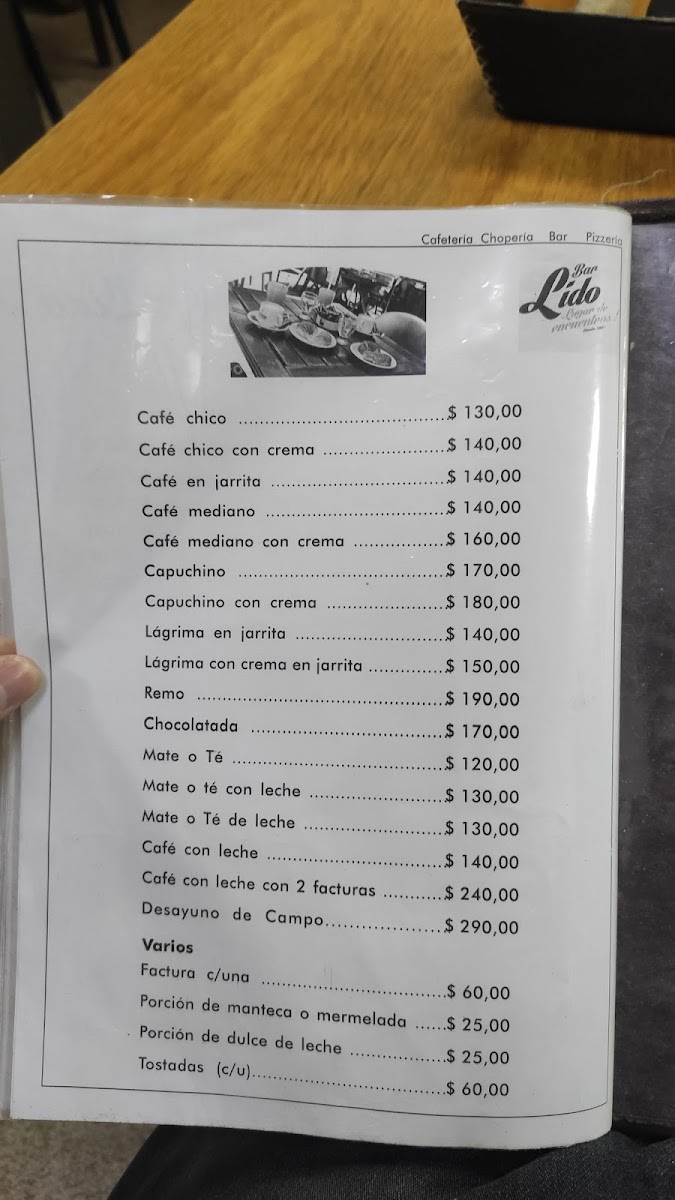 Cafetería Chopería Bar Pizzería
Bar
Lido
Lugar de
encuentros!
Café chico ........................................$ 130,00
Café chico con crema .......................$ 140,00
Café en jarrita .................................$ 140,00
Café mediano ..................................$ 140,00
Café mediano con crema .................$ 160,00
Capuchino .......................................$ 170,00
Capuchino con crema ......................$ 180,00
Lágrima en jarrita ............................$ 140,00
Lágrima con crema en jarrita ..............$ 150,00
Remo ...............................................$ 190,00
Chocolatada .....................................$ 170,00
Mate o Té ........................................$ 120,00
Mate o té con leche ..........................$ 130,00
Mate o Té de leche ...........................$ 130,00
Café con leche ..................................$ 140,00
Café con leche con 2 facturas ...........$ 240,00
Desayuno de Campo......................$ 290,00
Varios
Factura c/una ...................................$ 60,00
Porción de manteca o mermelada ......$ 25,00
Porción de dulce de leche ..................$ 25,00
Tostadas (c/u).....................................$ 60,00